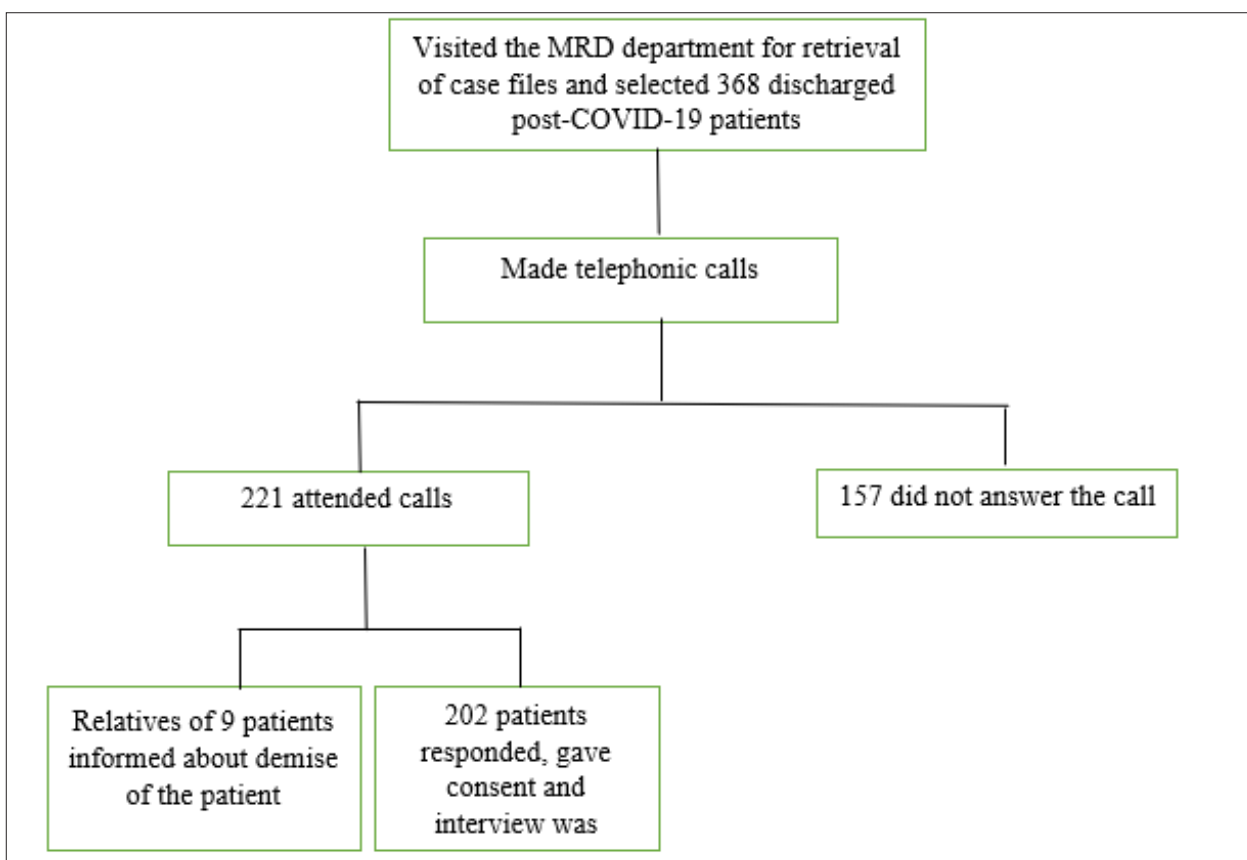 Visited the MRD department for retrieval
of case files and selected 368 discharged
post-COVID-19 patients
Made telephonic calls
221 attended calls
157 did not answer the call
Relatives of 9 patients
informed about demise
of the patient
202 patients
responded, gave
consent and
interview was